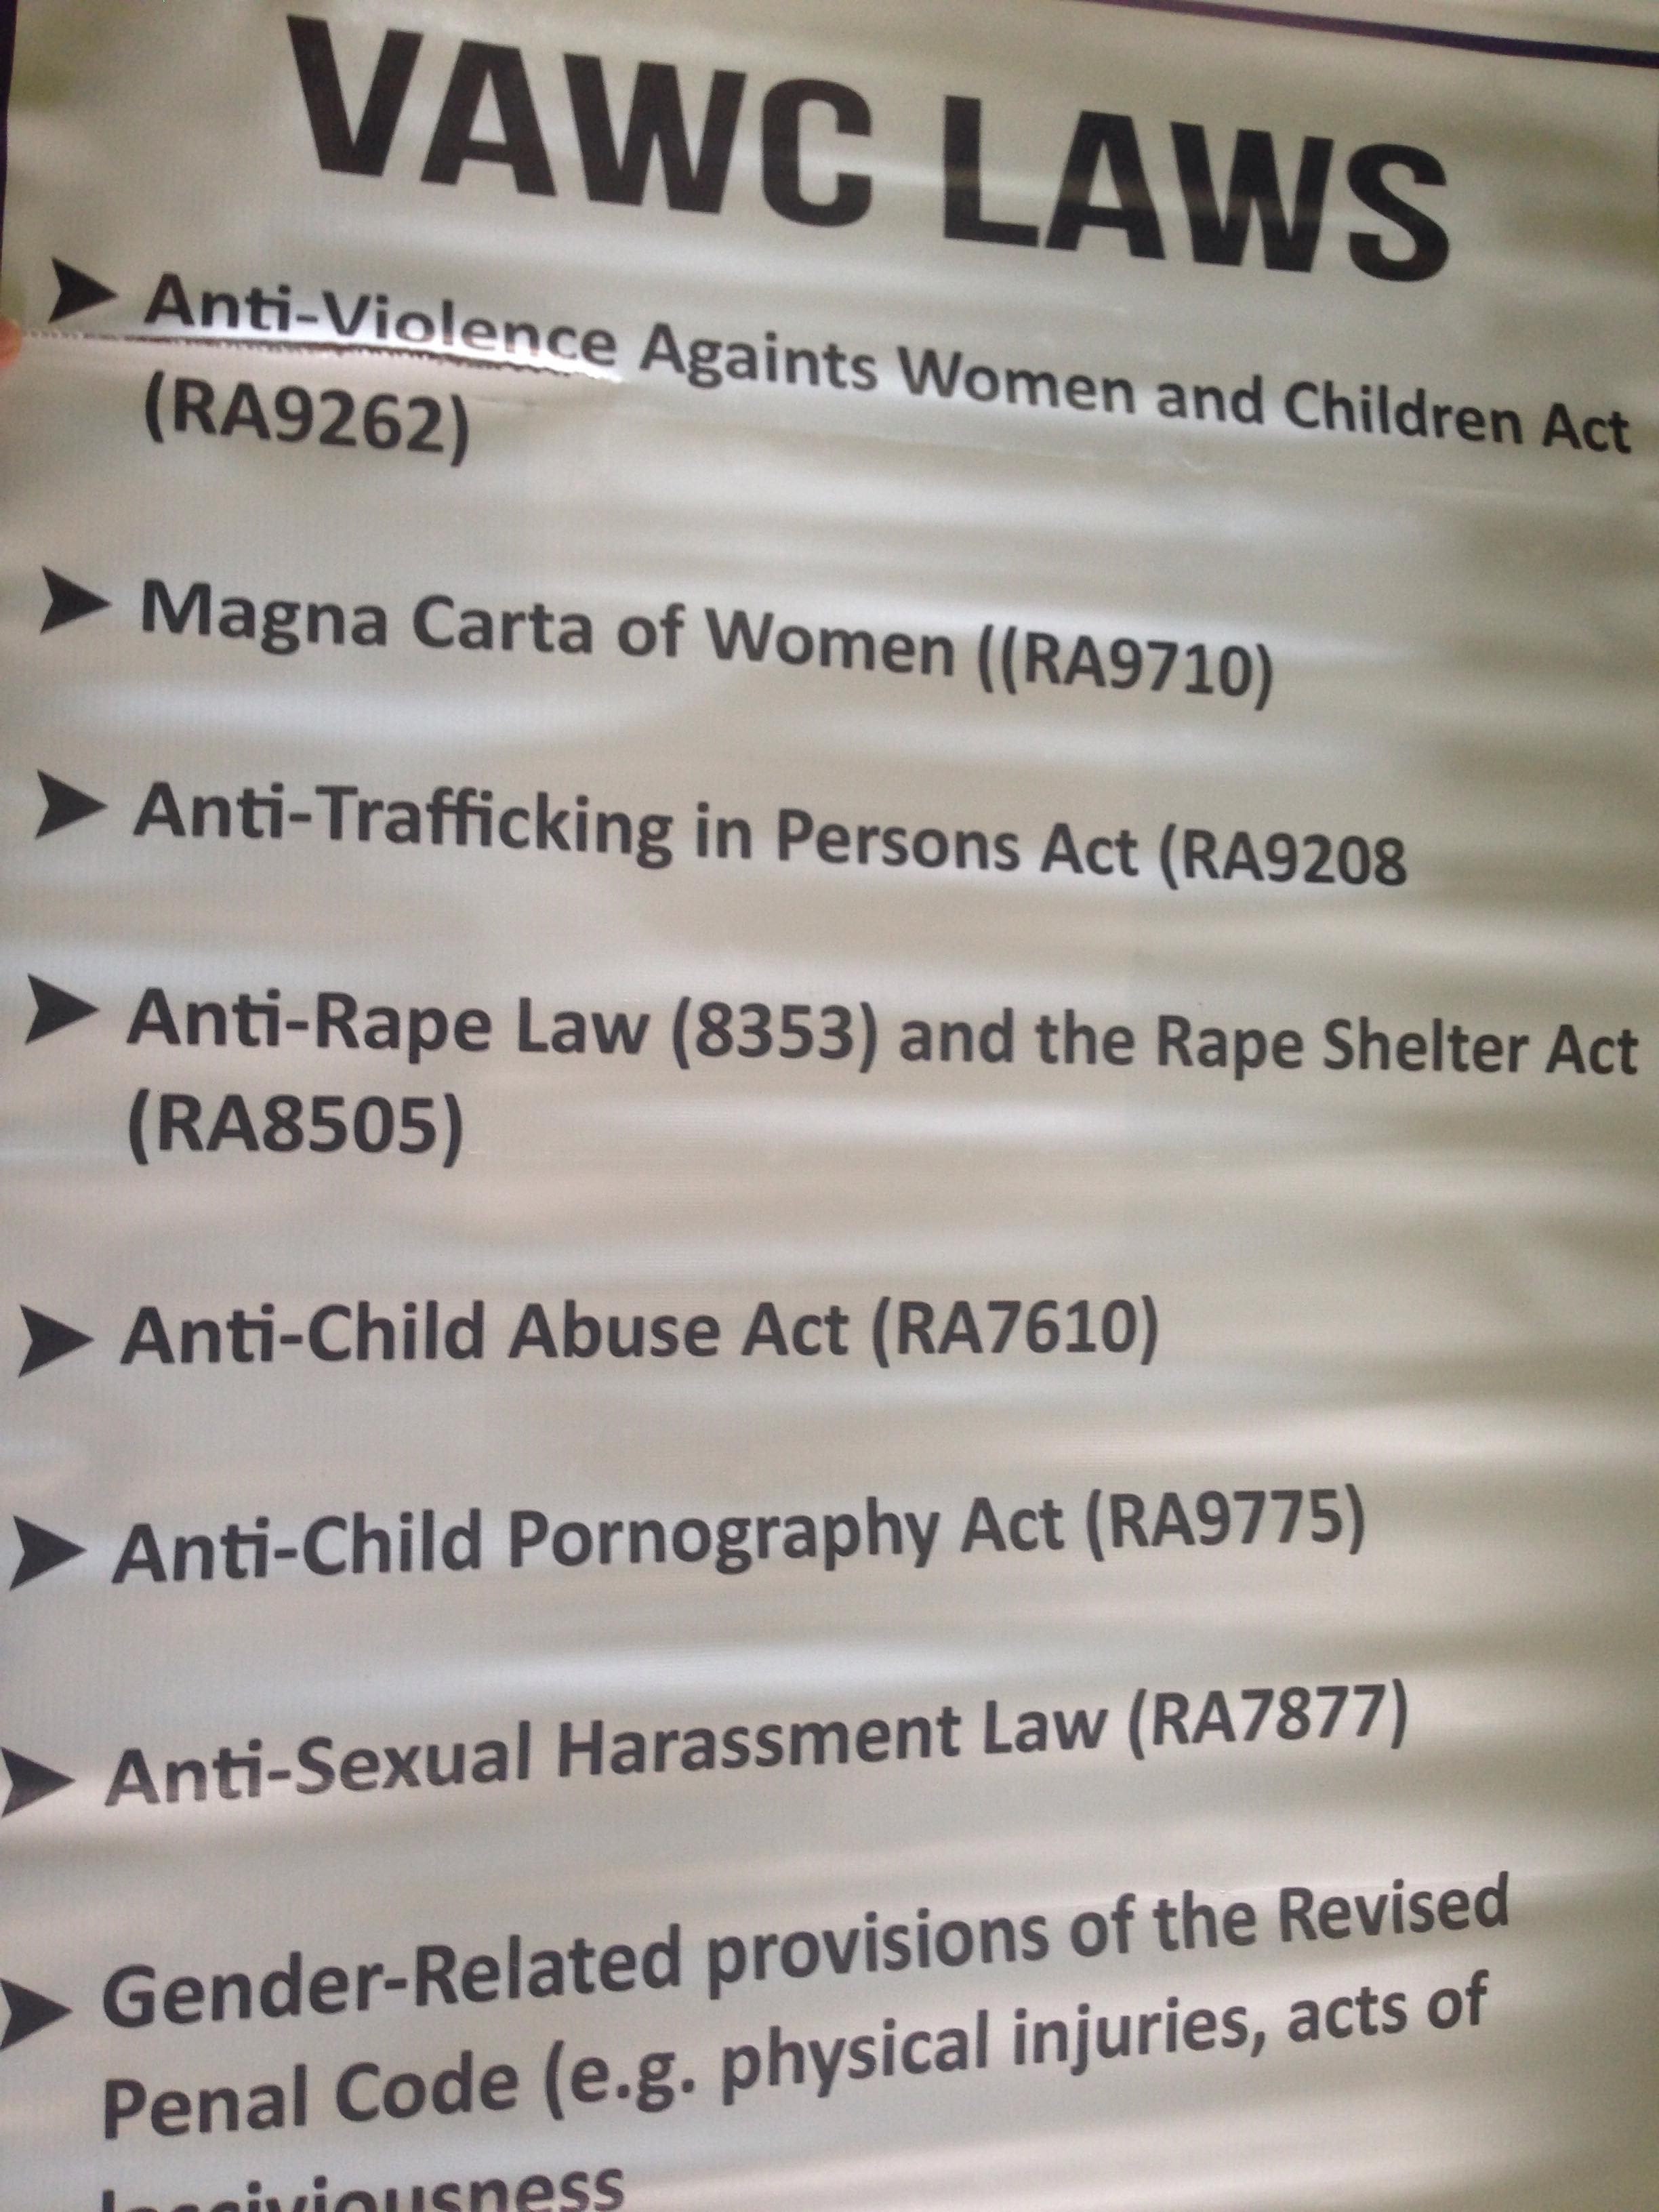 VAWC LAWS
➤ Anti-Violence Againts Women and Children Act
(RA9262)
➤ Magna Carta of Women ((RA9710)
➤ Anti-Trafficking in Persons Act (RA9208
➤ Anti-Rape Law (8353) and the Rape Shelter Act
(RA8505)
➤ Anti-Child Abuse Act (RA7610)
➤ Anti-Child Pornography Act (RA9775)
➤ Anti-Sexual Harassment Law (RA7877)
➤ Gender-Related provisions of the Revised
Penal Code (e.g. physical injuries, acts of
lasciviousness